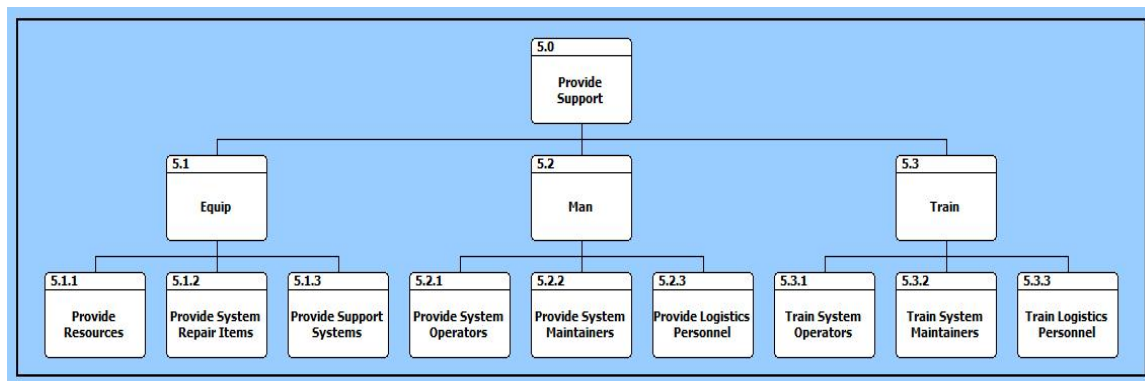 5.0
Provide
Support
5.1
Equip
5.2
Man
5.3
Train
5.1.1
Provide
Resources
5.1.2
Provide System
Repair Items
5.1.3
Provide Support
Systems
5.2.1
Provide System
Operators
5.2.2
Provide System
Maintainers
5.2.3
Provide Logistics
Personnel
5.3.1
Train System
Operators
5.3.2
Train System
Maintainers
5.3.3
Train Logistics
Personnel